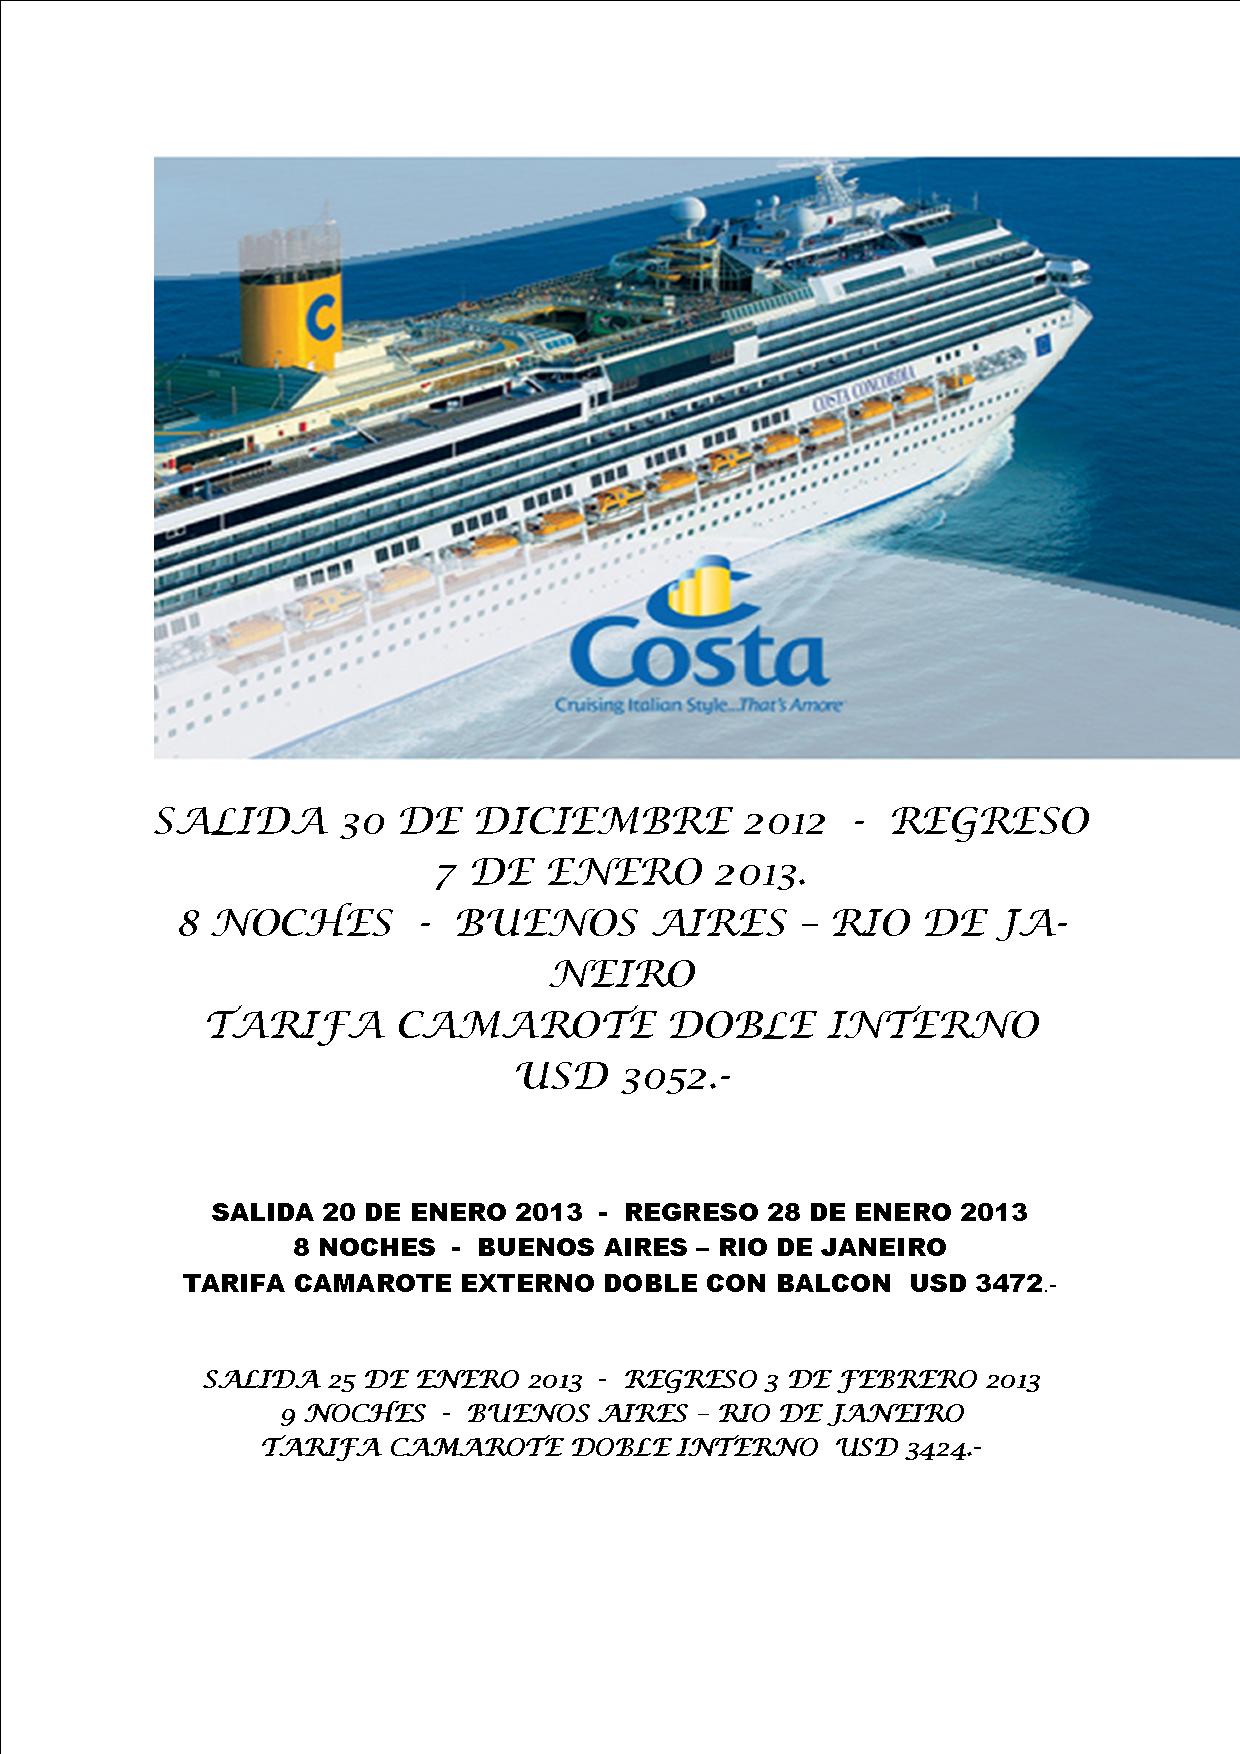 C
COSTA CONCORDIA
Costa
Cruising Italian Style...That's Amore
SALIDA 30 DE DICIEMBRE 2012 - REGRESO
7 DE ENERO 2013.
8 NOCHES - BUENOS AIRES – RIO DE JA-
NEIRO
TARIFA CAMAROTE DOBLE INTERNO
USD 3052.-
SALIDA 20 DE ENERO 2013 - REGRESO 28 DE ENERO 2013
8 NOCHES - BUENOS AIRES – RIO DE JANEIRO
TARIFA CAMAROTE EXTERNO DOBLE CON BALCON USD 3472.-
SALIDA 25 DE ENERO 2013 - REGRESO 3 DE FEBRERO 2013
9 NOCHES - BUENOS AIRES – RIO DE JANEIRO
TARIFA CAMAROTE DOBLE INTERNO USD 3424.-